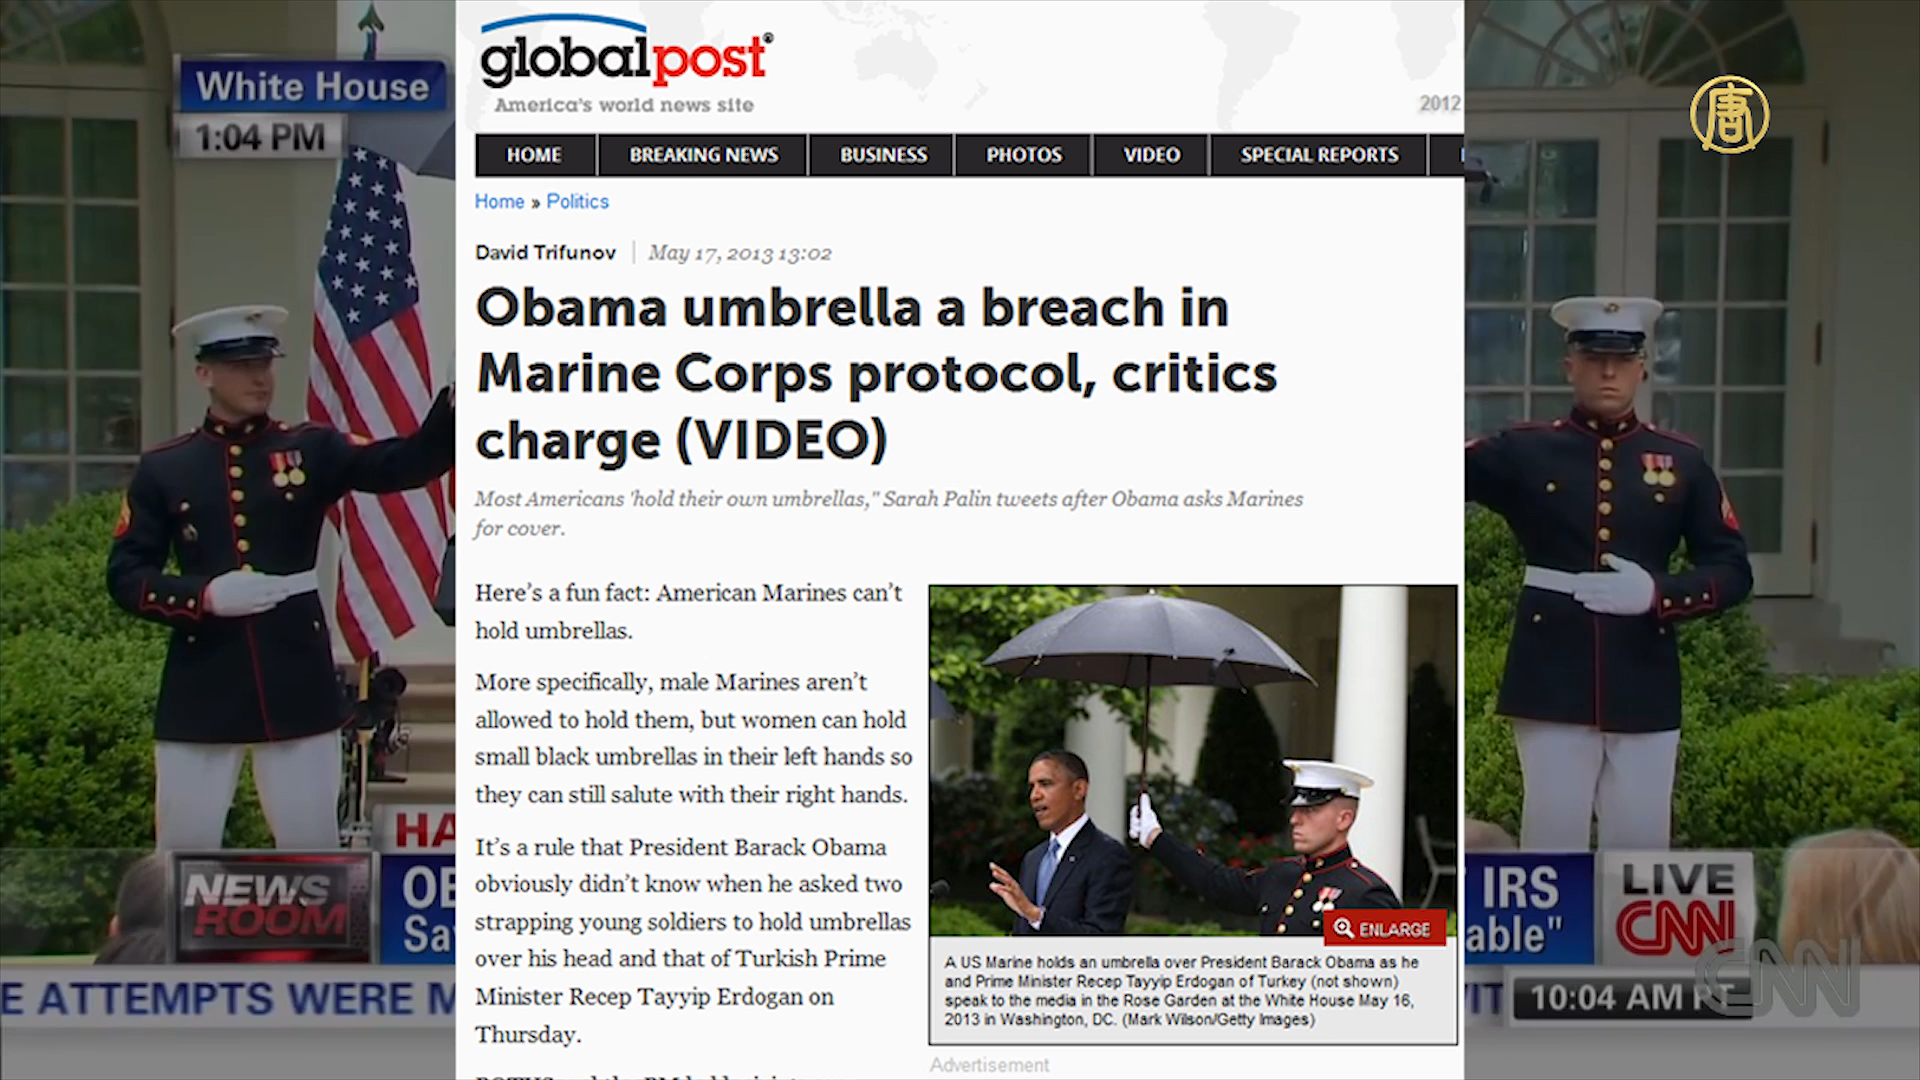 White House
1:04 PM
globalpost®
America's world news site
2012
HOME BREAKING NEWS BUSINESS PHOTOS VIDEO SPECIAL REPORTS
Home » Politics
David Trifunov | May 17, 2013 13:02
Obama umbrella a breach in
Marine Corps protocol, critics
charge (VIDEO)
Most Americans 'hold their own umbrellas," Sarah Palin tweets after Obama asks Marines
for cover.
Here's a fun fact: American Marines can't
hold umbrellas.
More specifically, male Marines aren't
allowed to hold them, but women can hold
small black umbrellas in their left hands so
they can still salute with their right hands.
It's a rule that President Barack Obama
obviously didn't know when he asked two
strapping young soldiers to hold umbrellas
over his head and that of Turkish Prime
Minister Recep Tayyip Erdogan on
Thursday.
ENLARGE
A US Marine holds an umbrella over President Barack Obama as he
and Prime Minister Recep Tayyip Erdogan of Turkey (not shown)
speak to the media in the Rose Garden at the White House May 16,
2013 in Washington, DC. (Mark Wilson/Getty Images)
Advertisement
唐
HA
NEWS
ROOM
OB
Sa
E ATTEMPTS WERE M
IRS
able"
LIVE
CNN
10:04 AM PT
CNN